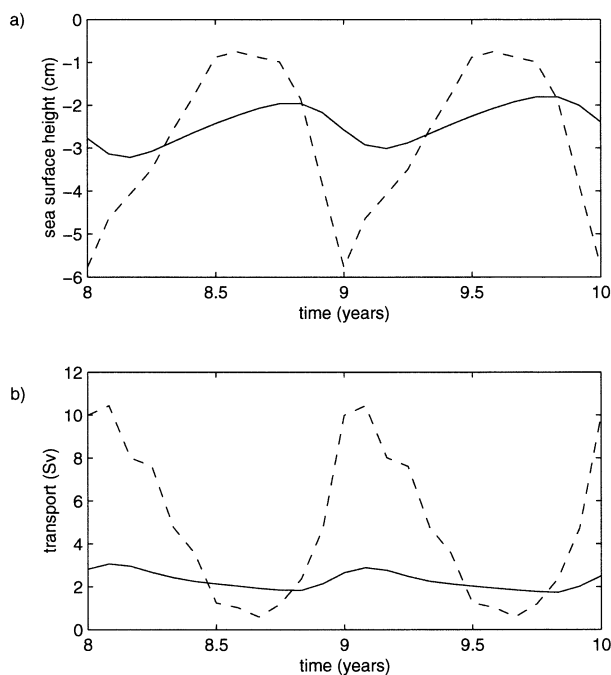 a)
0
−1
−2
−3
−4
−5
−6
sea surface height (cm)
8 8.5 9 9.5 10
time (years)
b)
12
10
8
6
4
2
0
transport (Sv)
8 8.5 9 9.5 10
time (years)